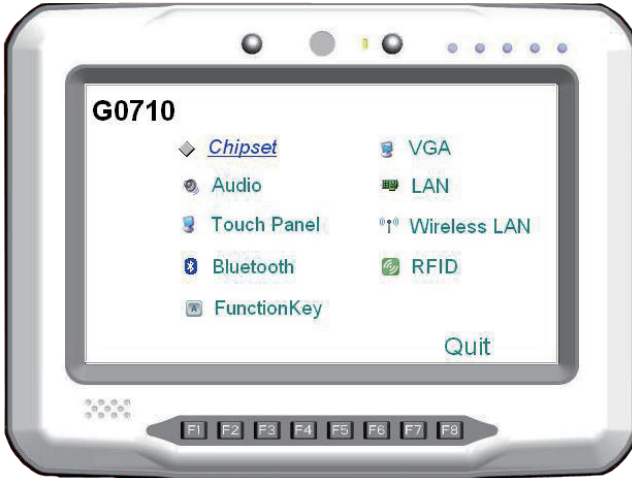 G0710
Chipset VGA
Audio LAN
Touch Panel Wireless LAN
Bluetooth RFID
FunctionKey
Quit
F1 F2 F3 F4 F5 F6 F7 F8